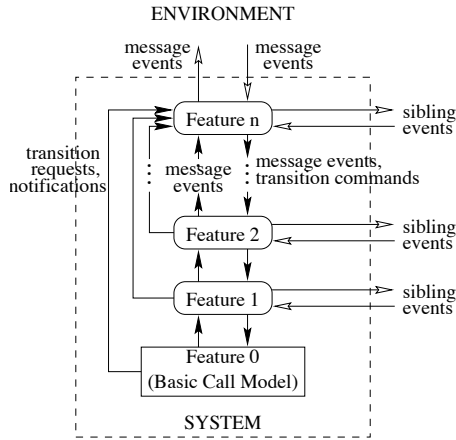 ENVIRONMENT
message
events
message
events
Feature n
sibling
events
transition
requests,
notifications
message
events
message events,
transition commands
Feature 2
sibling
events
Feature 1
sibling
events
Feature 0
(Basic Call Model)
SYSTEM